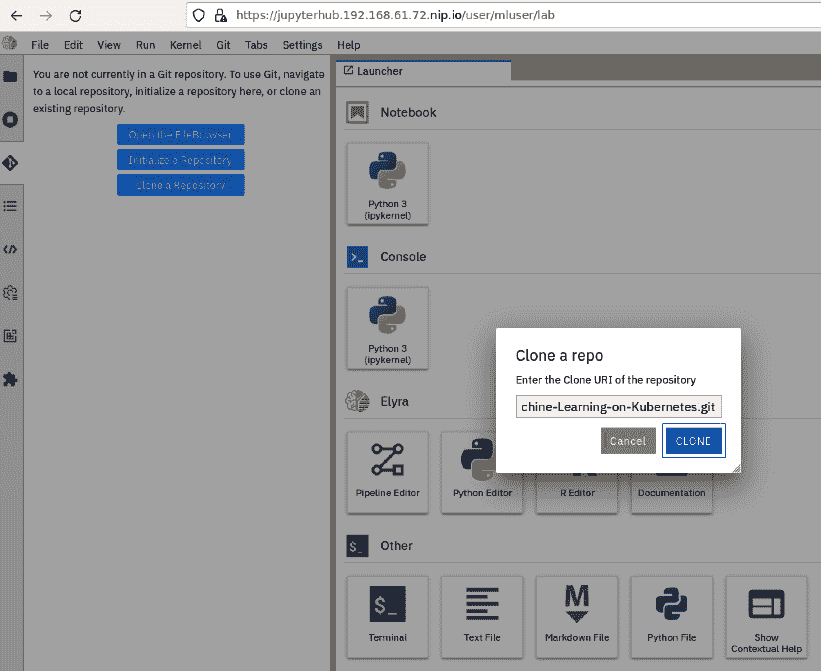 https://jupyterhub.192.168.61.72.nip.io/user/mluser/lab
File Edit View Run Kernel Git Tabs Settings Help
You are not currently in a Git repository. To use Git, navigate
to a local repository, initialize a repository here, or clone an
existing repository.
Open the FileBrowser
Initialize a Repository
Clone a Repository
Launcher
Notebook
Python 3
(ipykernel)
Console
Python 3
(ipykernel)
Elyra
Pipeline Editor
Python Editor
R Editor
Documentation
Other
$_
Terminal
Text File
Markdown File
Python File
Show
Contextual Help
Clone a repo
Enter the Clone URI of the repository
chine-Learning-on-Kubernetes.git
Cancel
CLONE